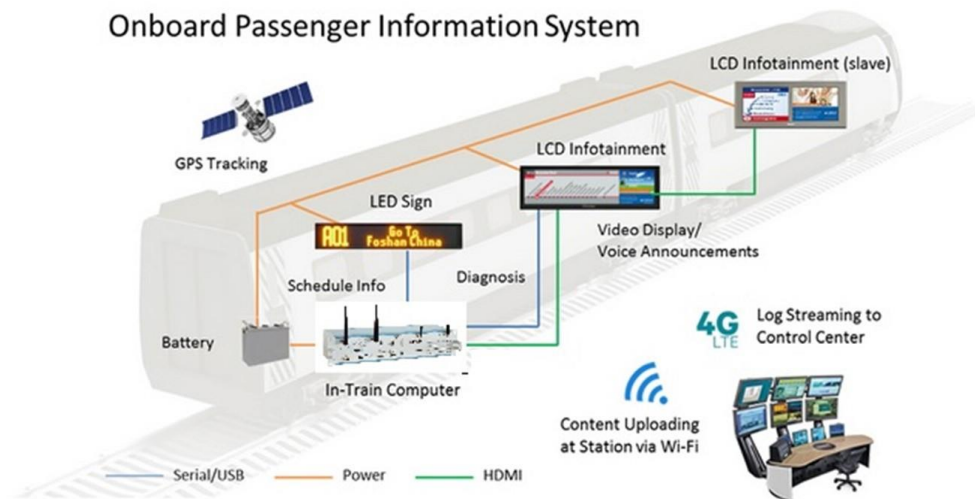 Onboard Passenger Information System
LCD Infotainment (slave)
GPS Tracking
LCD Infotainment
LED Sign
A01
Go To
Foshan China
Video Display/
Voice Announcements
Schedule Info
Diagnosis
Battery
In-Train Computer
4G
LTE
Log Streaming to
Control Center
Content Uploading
at Station via Wi-Fi
Serial/USB
Power
HDMI